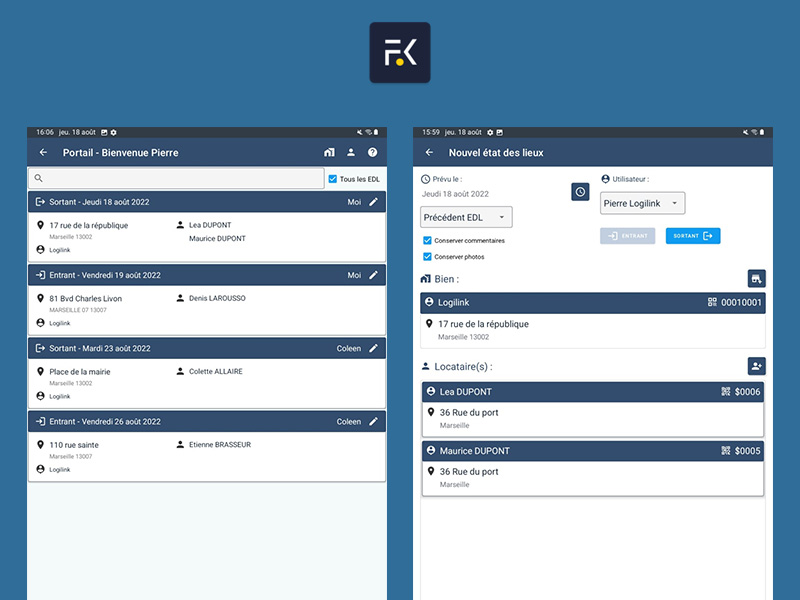 FK
16:06 jeu. 18 août
Portail - Bienvenue Pierre
Tous les EDL
Sortant - Jeudi 18 août 2022 Moi
17 rue de la république Lea DUPONT
Marseille 13002 Maurice DUPONT
Logilink
Entrant - Vendredi 19 août 2022 Moi
81 Bvd Charles Livon Denis LAROUSSO
MARSEILLE 07 13007
Logilink
Sortant - Mardi 23 août 2022 Coleen
Place de la mairie Colette ALLAIRE
Marseille 13002
Logilink
Entrant - Vendredi 26 août 2022 Coleen
110 rue sainte Etienne BRASSEUR
Marseille 13007
Logilink
15:59 jeu. 18 août
Nouvel état des lieux
Prévu le : Utilisateur :
Jeudi 18 août 2022
Pierre Logilink
Précédent EDL
ENTRANT SORTANT
Conserver commentaires
Conserver photos
Bien :
Logilink 00010001
17 rue de la république
Marseille 13002
Locataire(s) :
Lea DUPONT $0006
36 Rue du port
Marseille
Maurice DUPONT $0005
36 Rue du port
Marseille